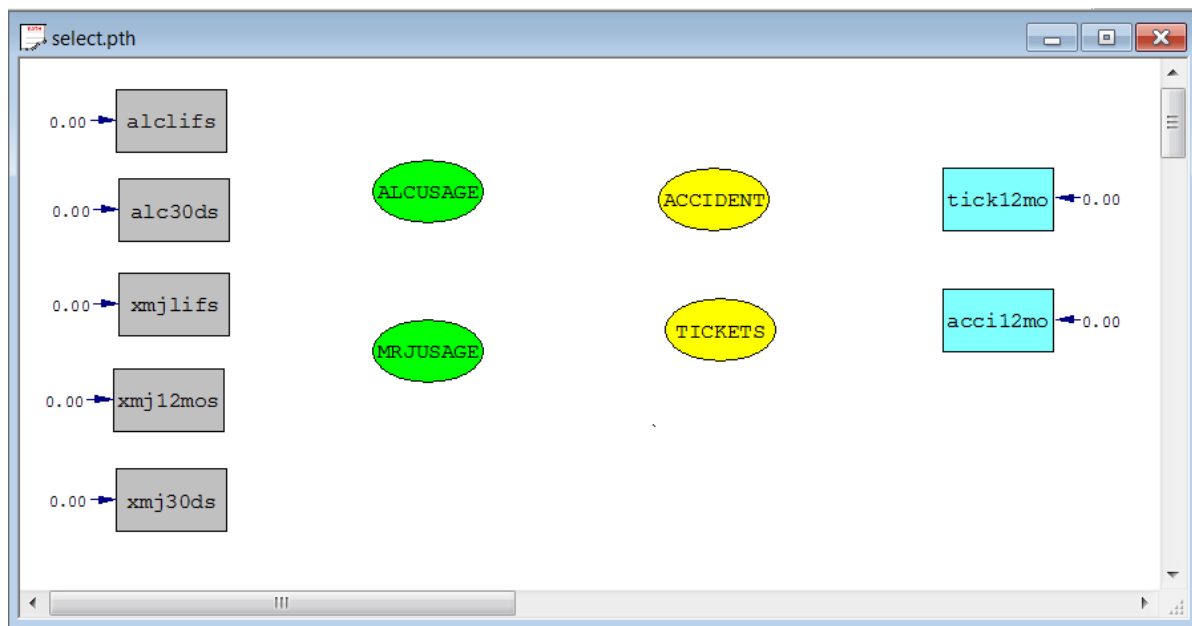 select.pth
0.00 alclifs
ALCUSAGE ACCIDENT tick12mo 0.00
0.00 alc30ds
0.00 xmjlifs
MRJUSAGE TICKETS acci12mo 0.00
0.00 xmj12mos
0.00 xmj30ds